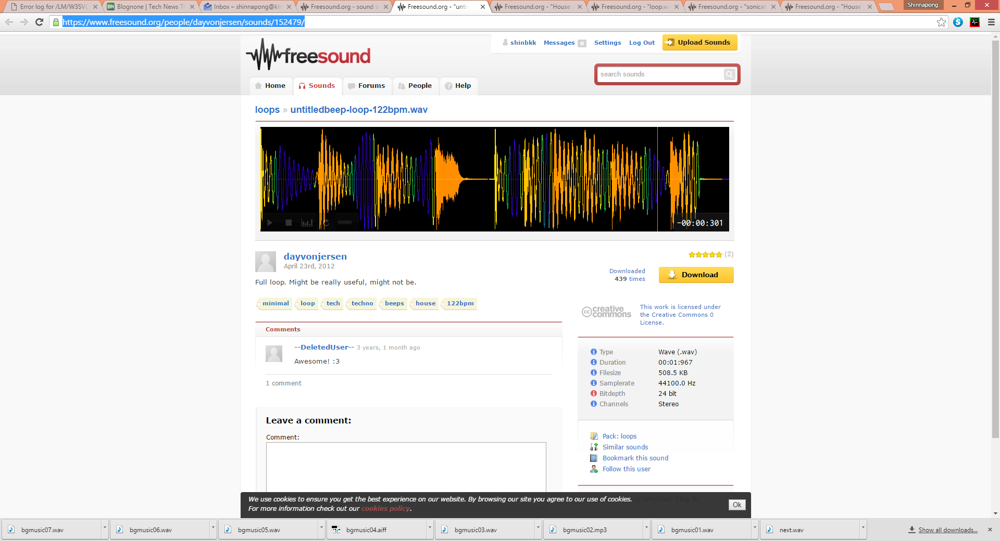 Error log for /LM/W3SVC
Blognone | Tech News Th
Inbox – shinnapong@kln
Freesound.org - sound s
Freesound.org - "unti
Freesound.org - "House
Freesound.org - "loop.wa
Freesound.org - "sonicat
Freesound.org - "House
Shinnapong
https://www.freesound.org/people/dayvonjersen/sounds/152479/
freesound
shinbkk
Messages 0
Settings
Log Out
Upload Sounds
search sounds
Home
Sounds
Forums
People
Help
loops » untitledbeep-loop-122bpm.wav
-00:00:301
dayvonjersen
April 23rd, 2012
Full loop. Might be really useful, might not be.
(2)
Downloaded
439 times
Download
minimal
loop
tech
techno
beeps
house
122bpm
creative
commons
This work is licensed under
the Creative Commons 0
License.
Comments
--DeletedUser-- 3 years, 1 month ago
Awesome! :3
1 comment
Leave a comment:
Comment:
Type Wave (.wav)
Duration 00:01:967
Filesize 508.5 KB
Samplerate 44100.0 Hz
Bitdepth 24 bit
Channels Stereo
Pack: loops
Similar sounds
Bookmark this sound
Follow this user
We use cookies to ensure you get the best experience on our website. By browsing our site you agree to our use of cookies.
For more information check out our cookies policy.
or offensive? Flag it!
Ok
bgmusic07.wav
bgmusic06.wav
bgmusic05.wav
bgmusic04.aiff
bgmusic03.wav
bgmusic02.mp3
bgmusic01.wav
next.wav
Show all downloads...